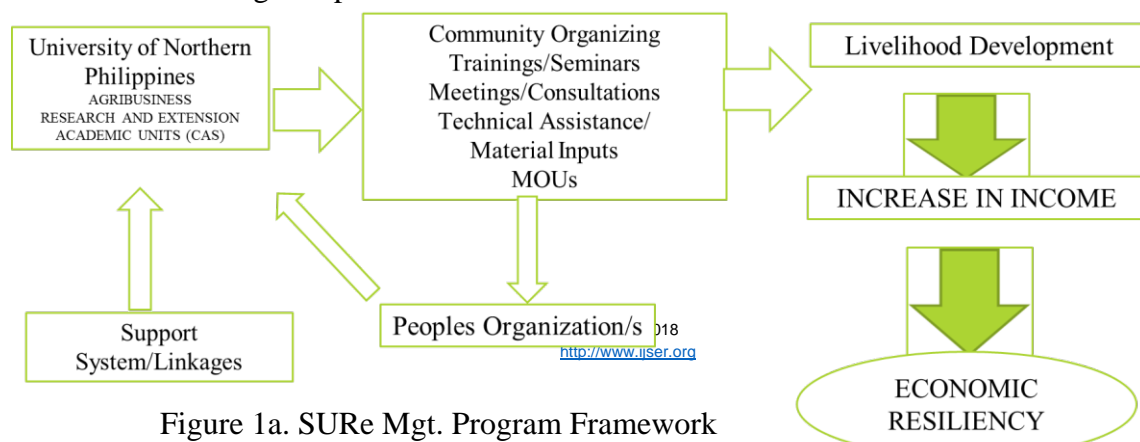 University of Northern
Philippines
AGRIBUSINESS
RESEARCH AND EXTENSION
ACADEMIC UNITS (CAS)
Community Organizing
Trainings/Seminars
Meetings/Consultations
Technical Assistance/
Material Inputs
MOUs
Livelihood Development
INCREASE IN INCOME
Support
System/Linkages
Peoples Organization/s
018
http://www.ijser.org
ECONOMIC
RESILIENCY
Figure 1a. SURe Mgt. Program Framework